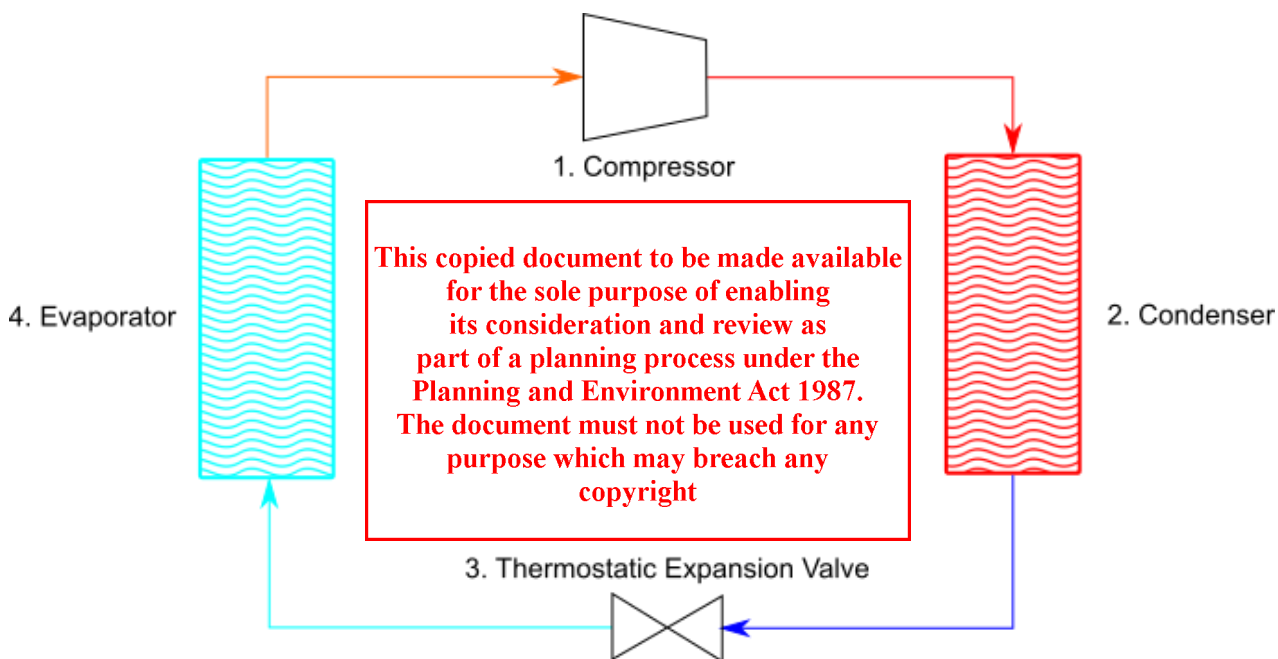 1. Compressor
This copied document to be made available
for the sole purpose of enabling
its consideration and review as
part of a planning process under the
Planning and Environment Act 1987.
The document must not be used for any
purpose which may breach any
copyright
4. Evaporator
2. Condenser
3. Thermostatic Expansion Valve